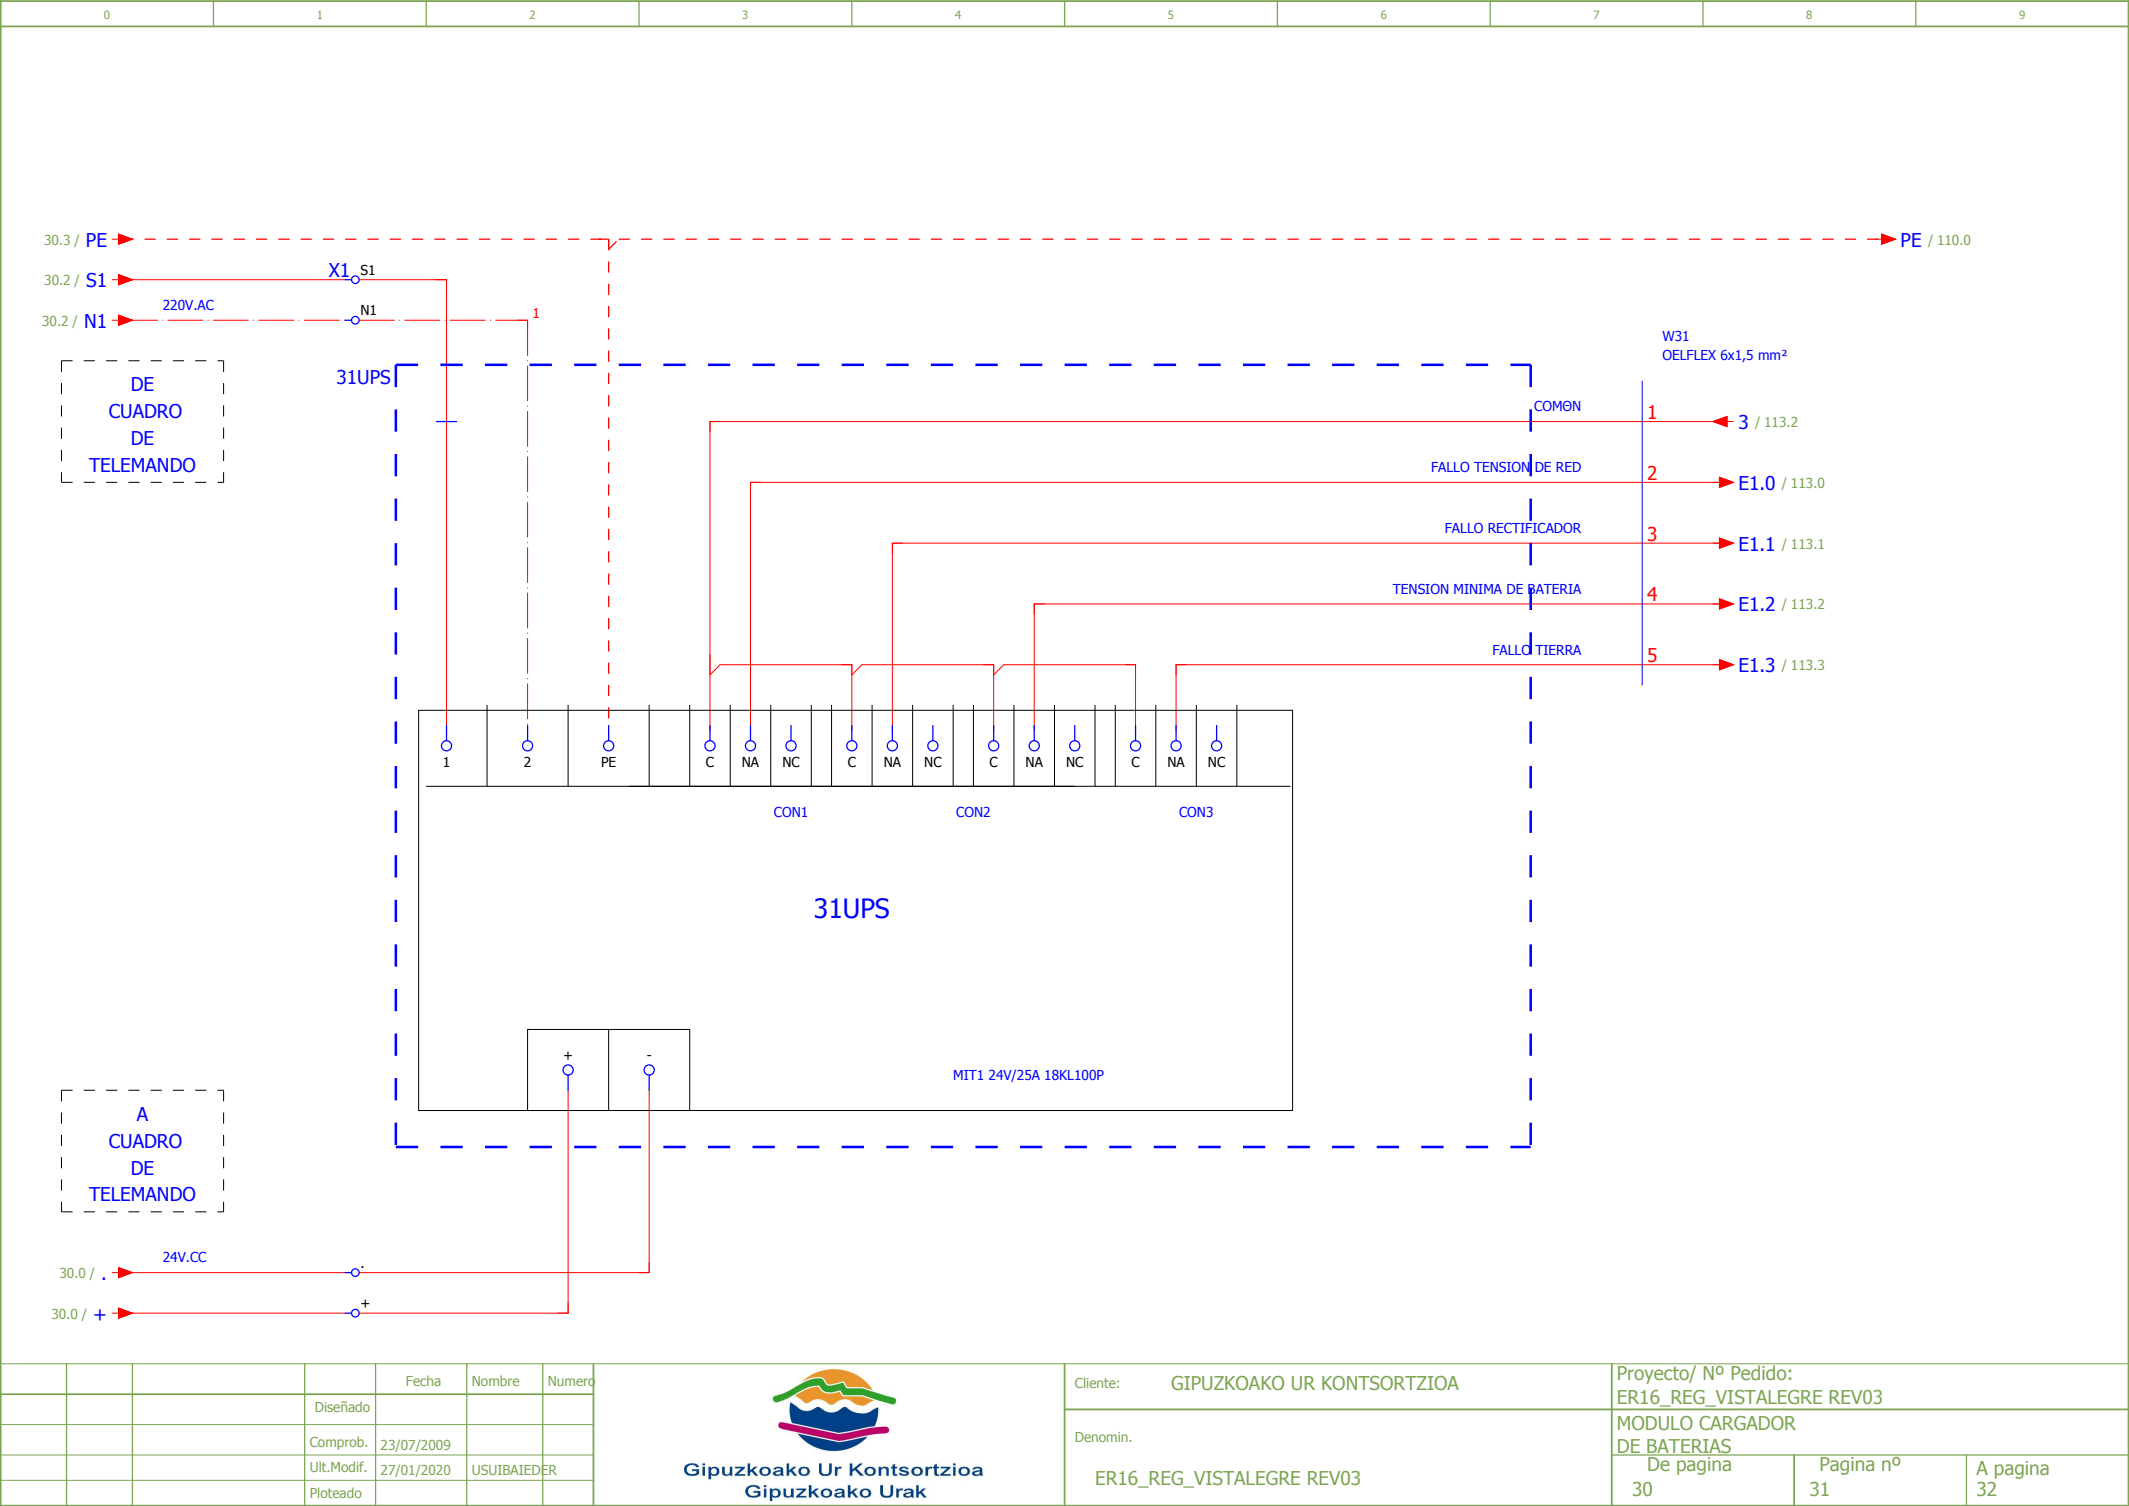 0 1 2 3 4 5 6 7 8 9
30.3 / PE
PE / 110.0
30.2 / S1
X1 S1
220V.AC
30.2 / N1
N1
1
W31
OELFLEX 6x1,5 mm²
DE
CUADRO
DE
TELEMANDO
31UPS
COMΘN 1 3 / 113.2
FALLO TENSION DE RED 2 E1.0 / 113.0
FALLO RECTIFICADOR 3 E1.1 / 113.1
TENSION MINIMA DE BATERIA 4 E1.2 / 113.2
FALLO TIERRA 5 E1.3 / 113.3
1 2 PE C NA NC C NA NC C NA NC C NA NC
CON1 CON2 CON3
31UPS
+ -
MIT1 24V/25A 18KL100P
A
CUADRO
DE
TELEMANDO
24V.CC
30.0 / . .
30.0 / + +
Fecha Nombre Numero
Diseñado
Comprob. 23/07/2009
Ult.Modif. 27/01/2020 USUIBAIEDER
Ploteado
Gipuzkoako Ur Kontsortzioa
Gipuzkoako Urak
Cliente: GIPUZKOAKO UR KONTSORTZIOA
Denomin.
ER16_REG_VISTALEGRE REV03
Proyecto/ Nº Pedido:
ER16_REG_VISTALEGRE REV03
MODULO CARGADOR
DE BATERIAS
De pagina Pagina nº A pagina
30 31 32